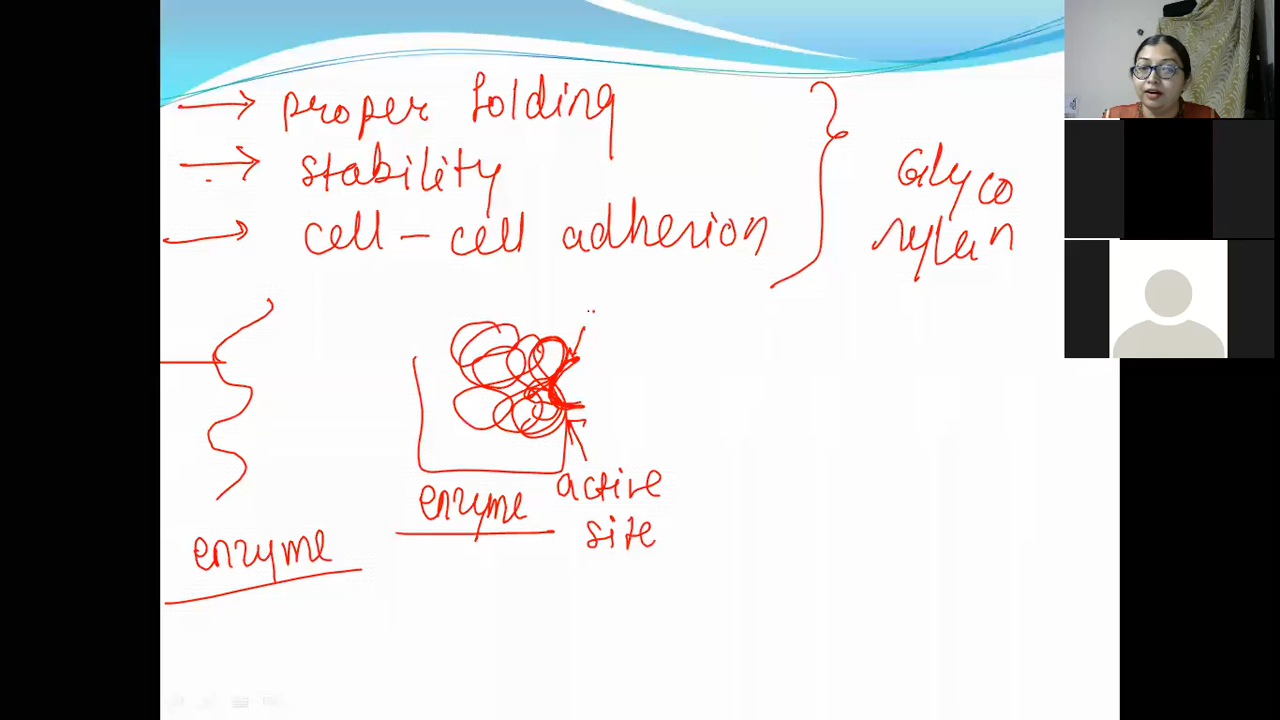 proper folding
stability
cell - cell adhesion
Glyco
sylan
enzyme
active
site
enzyme